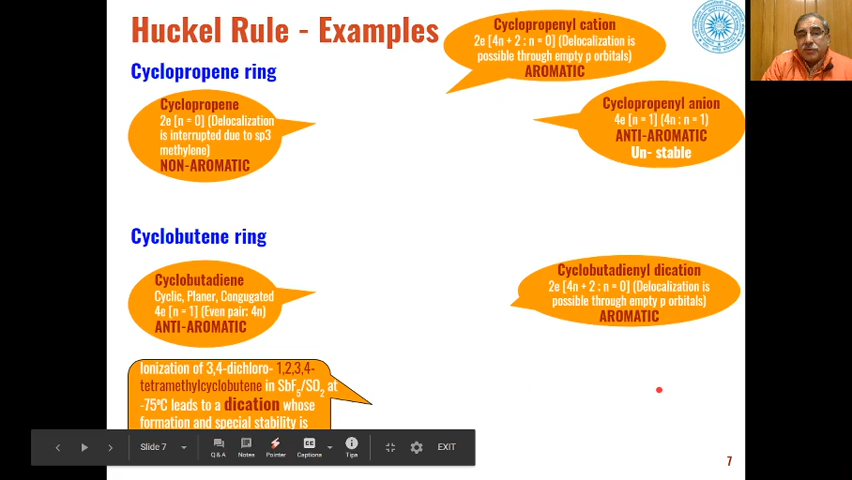 Huckel Rule - Examples
Cyclopropenyl cation
2e [4n + 2 ; n = 0] (Delocalization is
possible through empty p orbitals)
AROMATIC
Cyclopropene ring
Cyclopropene
2e [n = 0] (Delocalization
is interrupted due to sp3
methylene)
NON-AROMATIC
Cyclopropenyl anion
4e [n = 1] (4n : n = 1)
ANTI-AROMATIC
Un- stable
Cyclobutene ring
Cyclobutadiene
Cyclic, Planer, Congugated
4e [n = 1] (Even pair; 4n)
ANTI-AROMATIC
Cyclobutadienyl dication
2e [4n + 2 ; n = 0] (Delocalization is
possible through empty p orbitals)
AROMATIC
Ionization of 3,4-dichloro- 1,2,3,4-
tetramethylcyclobutene in SbF5/SO2 at
-75°C leads to a dication whose
formation and special stability is
Slide 7
Q&A
Notes
Pointer
CC
Captions
Tips
EXIT
7